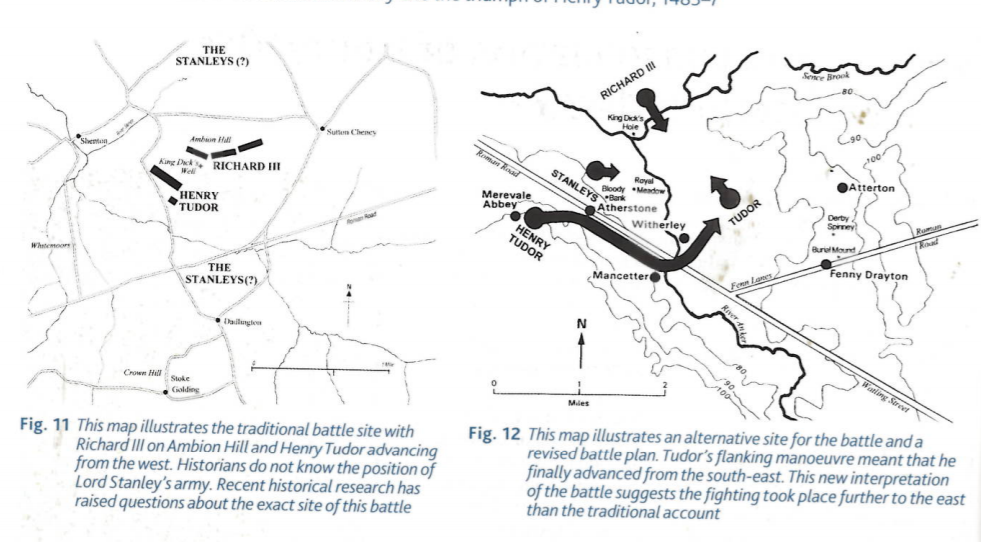 THE
STANLEYS (?)
Shenton
Sutton Cheney
Ambion Hill
King Dick's
Well
RICHARD III
HENRY
TUDOR
Roman Road
Whitemoors
THE
STANLEYS(?)
N
Dadlington
Crown Hill
Stoke
Golding
0
Fig. 11 This map illustrates the traditional battle site with
Richard III on Ambion Hill and Henry Tudor advancing
from the west. Historians do not know the position of
Lord Stanley's army. Recent historical research has
raised questions about the exact site of this battle
RICHARD III
Sence Brook
80
King Dick's
Hole
90
100
Roman Road
STANLEYS
Bloody
Bank
Royal
Meadow
Atterton
Merevale
Abbey
Atherstone
TUDOR
Witherley
Derby
Spinney
HENRY
TUDOR
Burial Mound
Roman
Road
Mancetter
Fenn Lanes
Fenny Drayton
River Anker
N
80
90
100
Watling Street
0
1
2
Miles
Fig. 12 This map illustrates an alternative site for the battle and a
revised battle plan. Tudor's flanking manoeuvre meant that he
finally advanced from the south-east. This new interpretation
of the battle suggests the fighting took place further to the east
than the traditional account